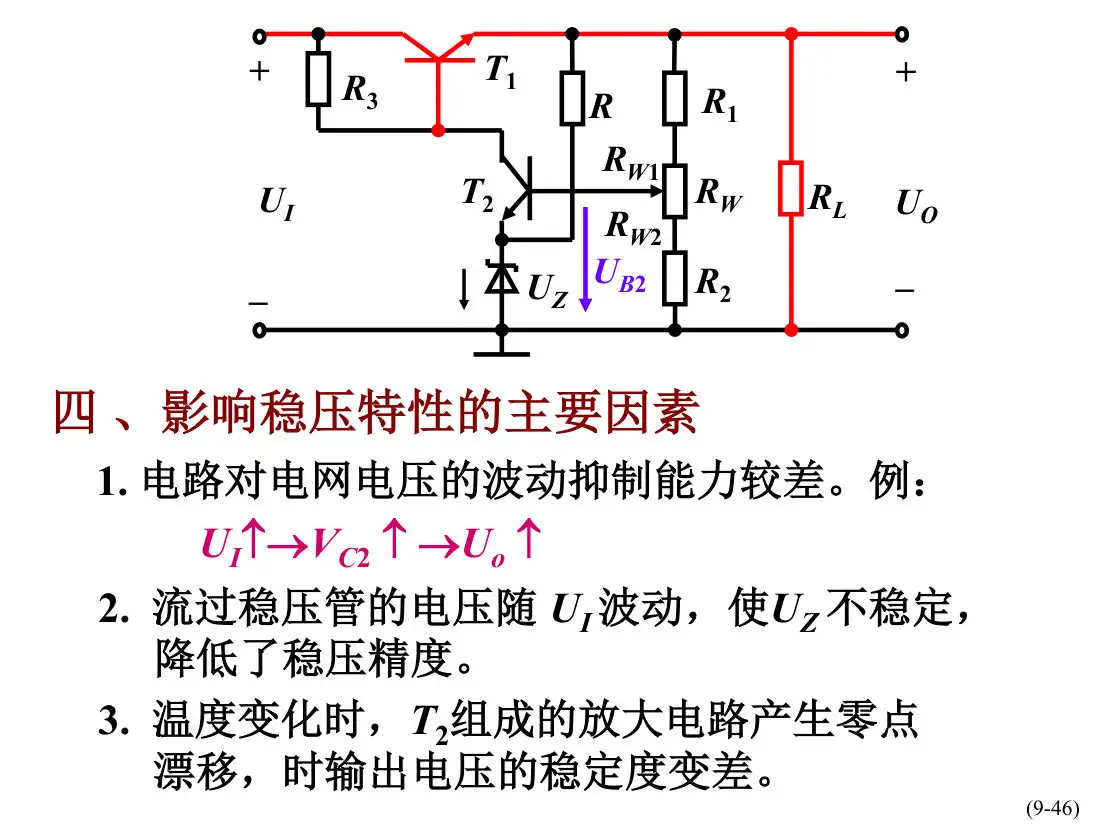 R3
T1
R
R1
RW1
T2
RW
RL
UI
UO
RW2
UZ
UB2
R2
+
+
−
−
四 、影响稳压特性的主要因素
1. 电路对电网电压的波动抑制能力较差。例：
UI↑→VC2↑→Uo↑
2. 流过稳压管的电压随 UI 波动，使UZ 不稳定，
降低了稳压精度。
3. 温度变化时，T2组成的放大电路产生零点
漂移，时输出电压的稳定度变差。
(9-46)